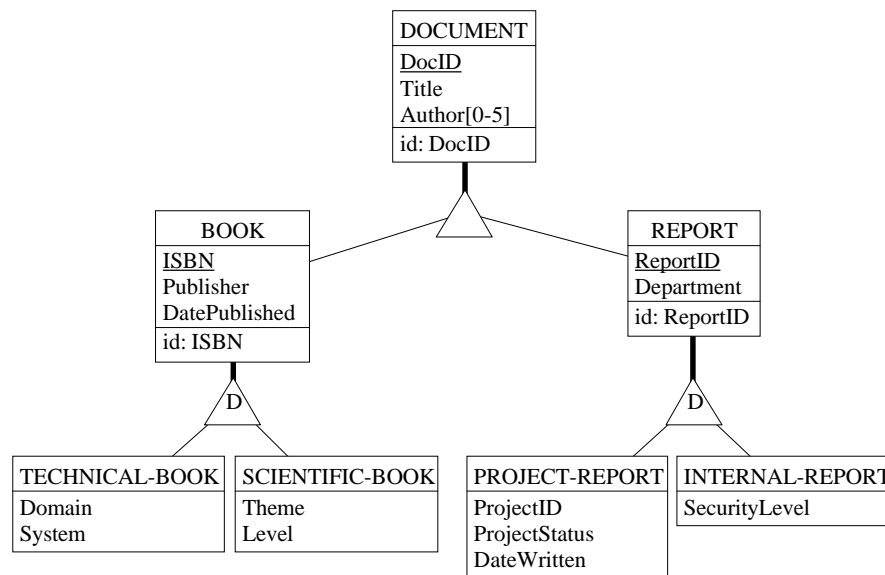 DOCUMENT
DocID
Title
Author[0-5]
id: DocID
BOOK
ISBN
Publisher
DatePublished
id: ISBN
REPORT
ReportID
Department
id: ReportID
D
D
TECHNICAL-BOOK
Domain
System
SCIENTIFIC-BOOK
Theme
Level
PROJECT-REPORT
ProjectID
ProjectStatus
DateWritten
INTERNAL-REPORT
SecurityLevel